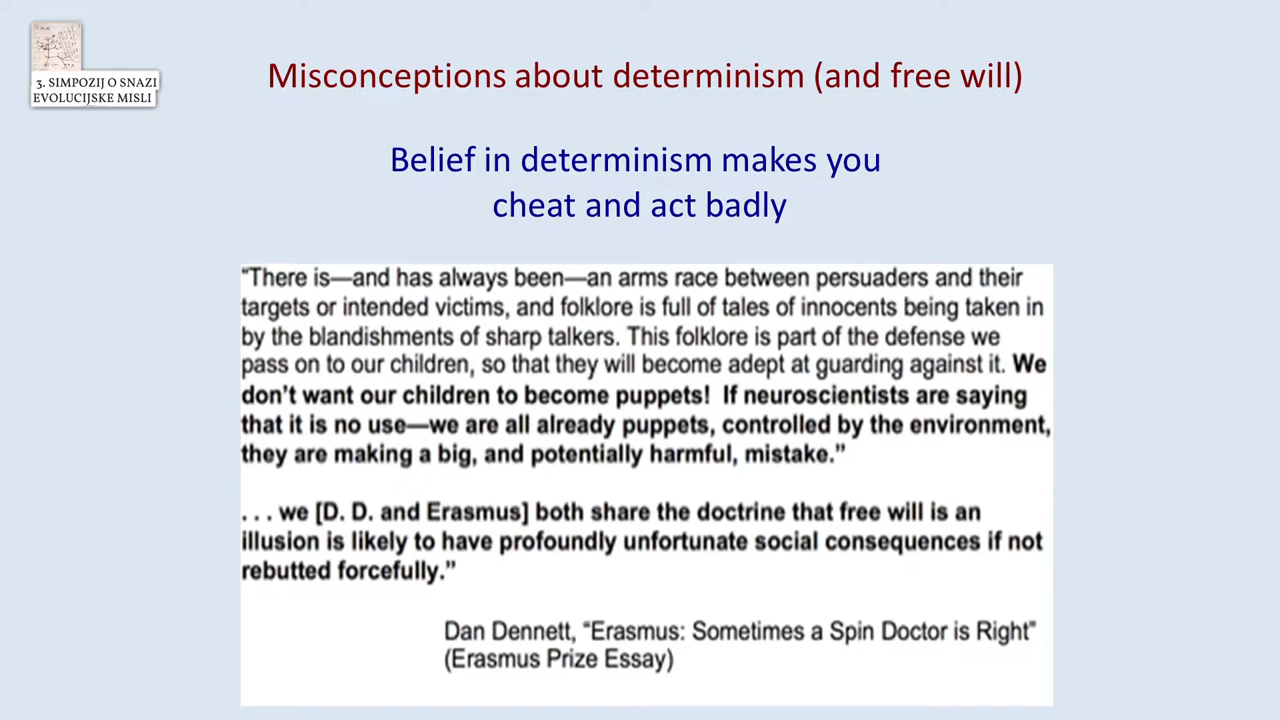 3. SIMPOZIJ O SNAZI
EVOLUCIJSKE MISLI
Misconceptions about determinism (and free will)
Belief in determinism makes you
cheat and act badly
“There is—and has always been—an arms race between persuaders and their
targets or intended victims, and folklore is full of tales of innocents being taken in
by the blandishments of sharp talkers. This folklore is part of the defense we
pass on to our children, so that they will become adept at guarding against it. We
don’t want our children to become puppets!  If neuroscientists are saying
that it is no use—we are all already puppets, controlled by the environment,
they are making a big, and potentially harmful, mistake.”
. . . we [D. D. and Erasmus] both share the doctrine that free will is an
illusion is likely to have profoundly unfortunate social consequences if not
rebutted forcefully.”
Dan Dennett, “Erasmus: Sometimes a Spin Doctor is Right”
(Erasmus Prize Essay)